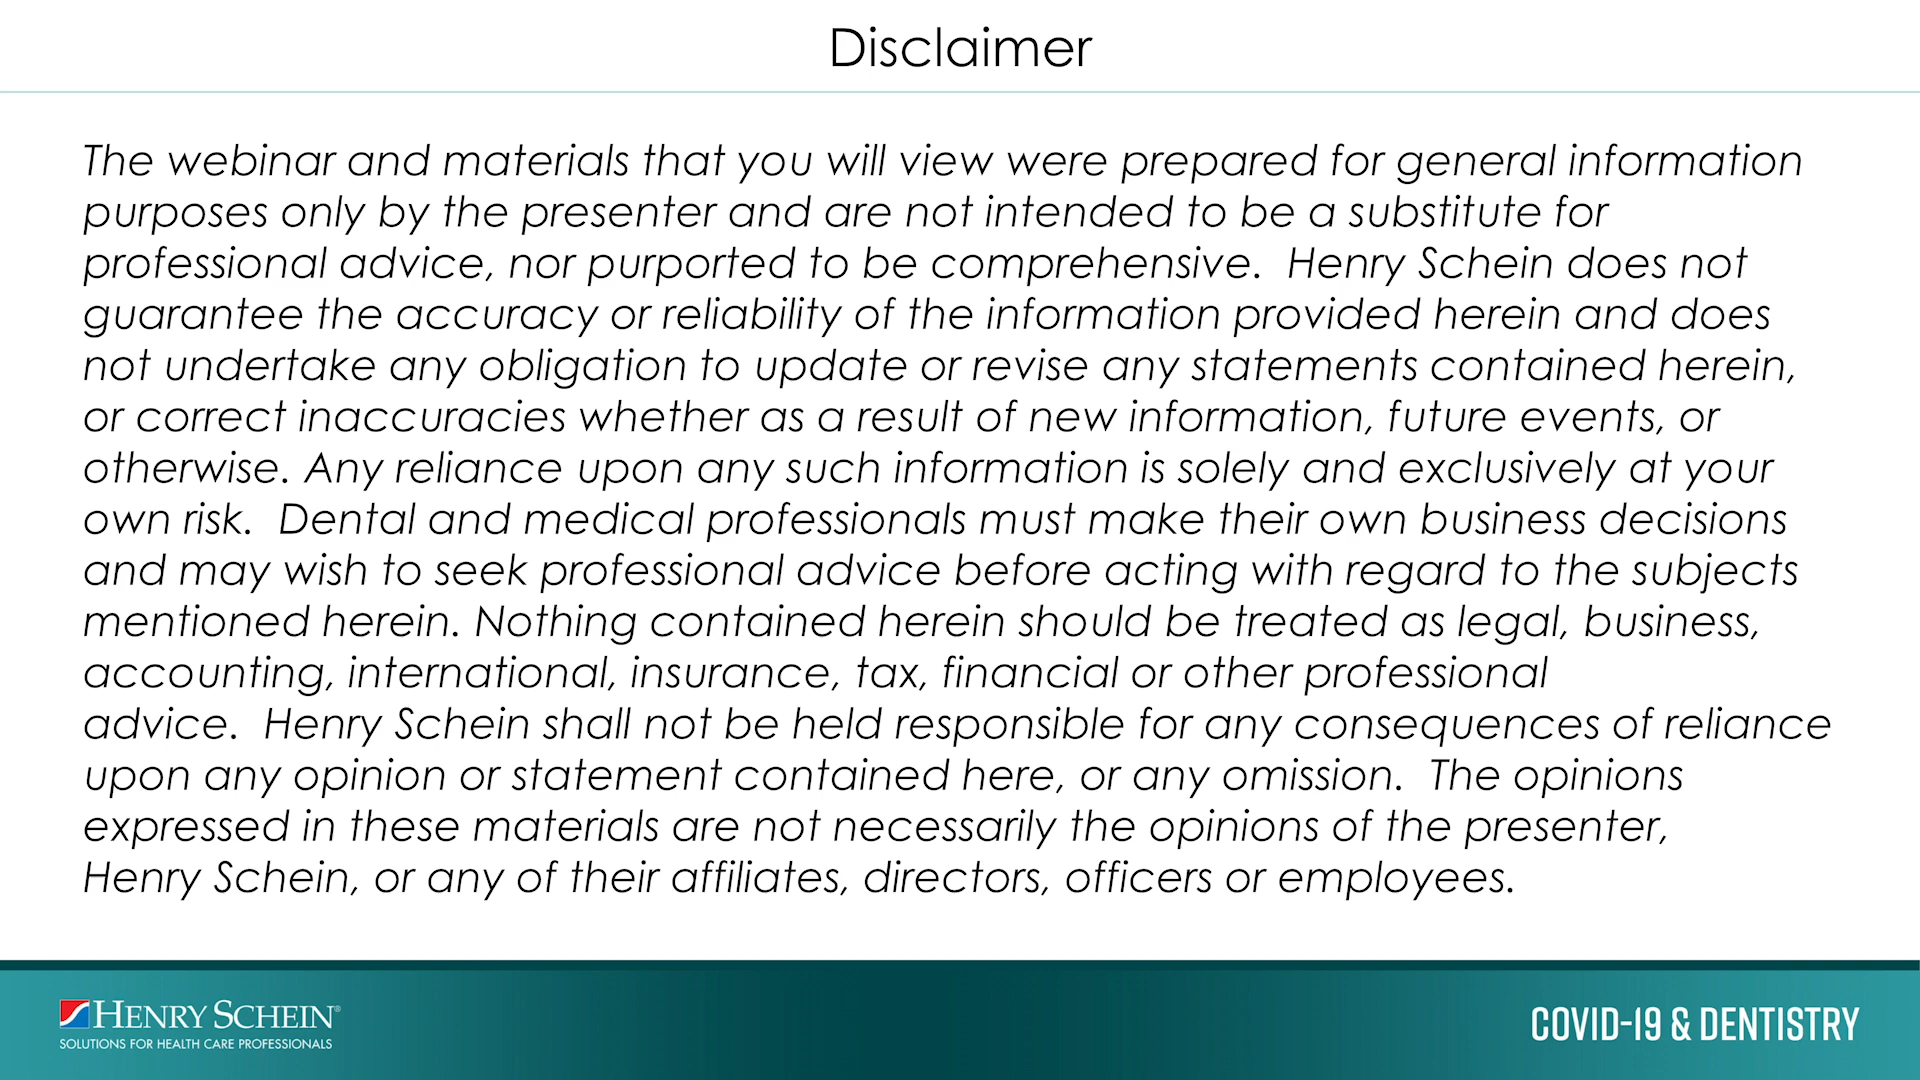 Disclaimer
The webinar and materials that you will view were prepared for general information
purposes only by the presenter and are not intended to be a substitute for
professional advice, nor purported to be comprehensive.  Henry Schein does not
guarantee the accuracy or reliability of the information provided herein and does
not undertake any obligation to update or revise any statements contained herein,
or correct inaccuracies whether as a result of new information, future events, or
otherwise. Any reliance upon any such information is solely and exclusively at your
own risk.  Dental and medical professionals must make their own business decisions
and may wish to seek professional advice before acting with regard to the subjects
mentioned herein. Nothing contained herein should be treated as legal, business,
accounting, international, insurance, tax, financial or other professional
advice.  Henry Schein shall not be held responsible for any consequences of reliance
upon any opinion or statement contained here, or any omission.  The opinions
expressed in these materials are not necessarily the opinions of the presenter,
Henry Schein, or any of their affiliates, directors, officers or employees.
HENRY SCHEIN®
SOLUTIONS FOR HEALTH CARE PROFESSIONALS
COVID-19 & DENTISTRY